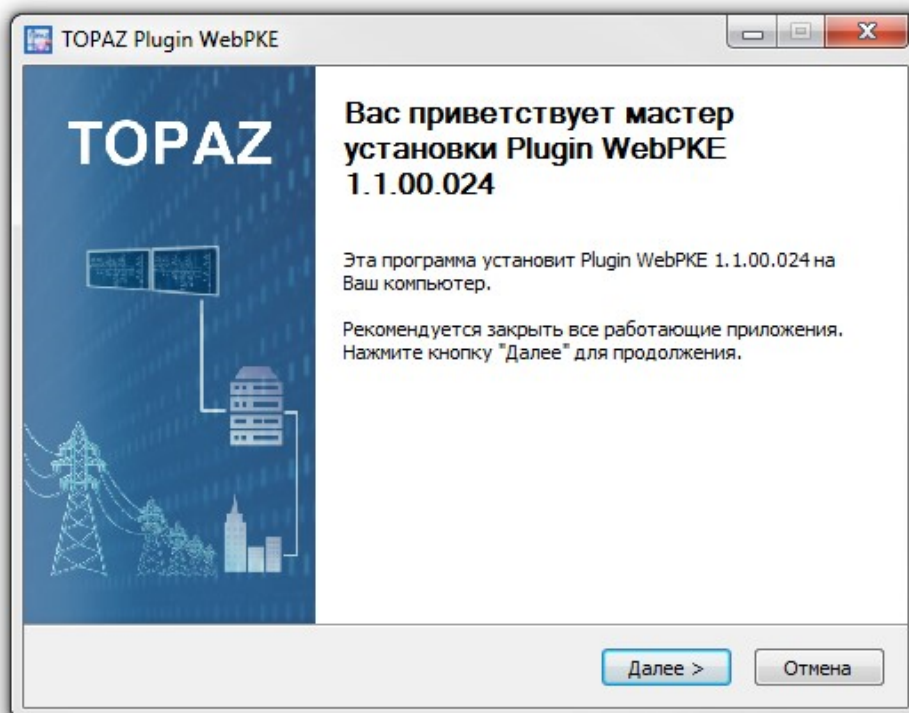 TOPAZ Plugin WebPKE
TOPAZ
Вас приветствует мастер
установки Plugin WebPKE
1.1.00.024
Эта программа установит Plugin WebPKE 1.1.00.024 на
Ваш компьютер.
Рекомендуется закрыть все работающие приложения.
Нажмите кнопку "Далее" для продолжения.
Далее >
Отмена